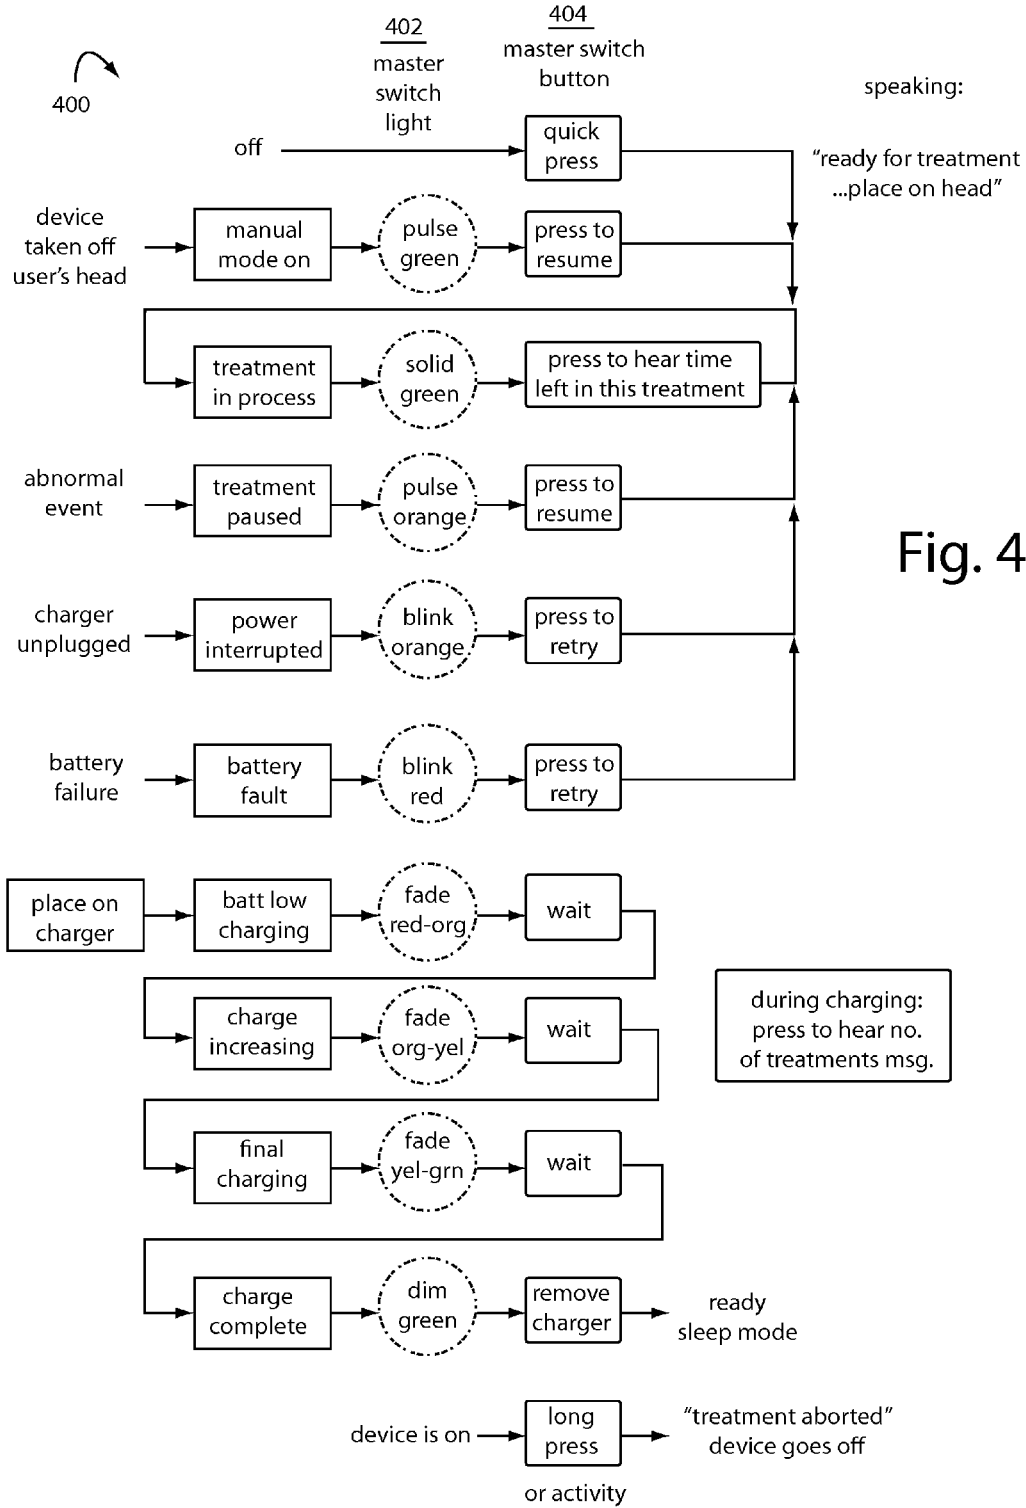 400
402
master
switch
light
404
master switch
button
speaking:
off
quick
press
“ready for treatment
...place on head”
device
taken off
user’s head
manual
mode on
pulse
green
press to
resume
treatment
in process
solid
green
press to hear time
left in this treatment
abnormal
event
treatment
paused
pulse
orange
press to
resume
Fig. 4
charger
unplugged
power
interrupted
blink
orange
press to
retry
battery
failure
battery
fault
blink
red
press to
retry
place on
charger
batt low
charging
fade
red-org
wait
charge
increasing
fade
org-yel
wait
during charging:
press to hear no.
of treatments msg.
final
charging
fade
yel-grn
wait
charge
complete
dim
green
remove
charger
ready
sleep mode
device is on
long
press
“treatment aborted”
device goes off
or activity